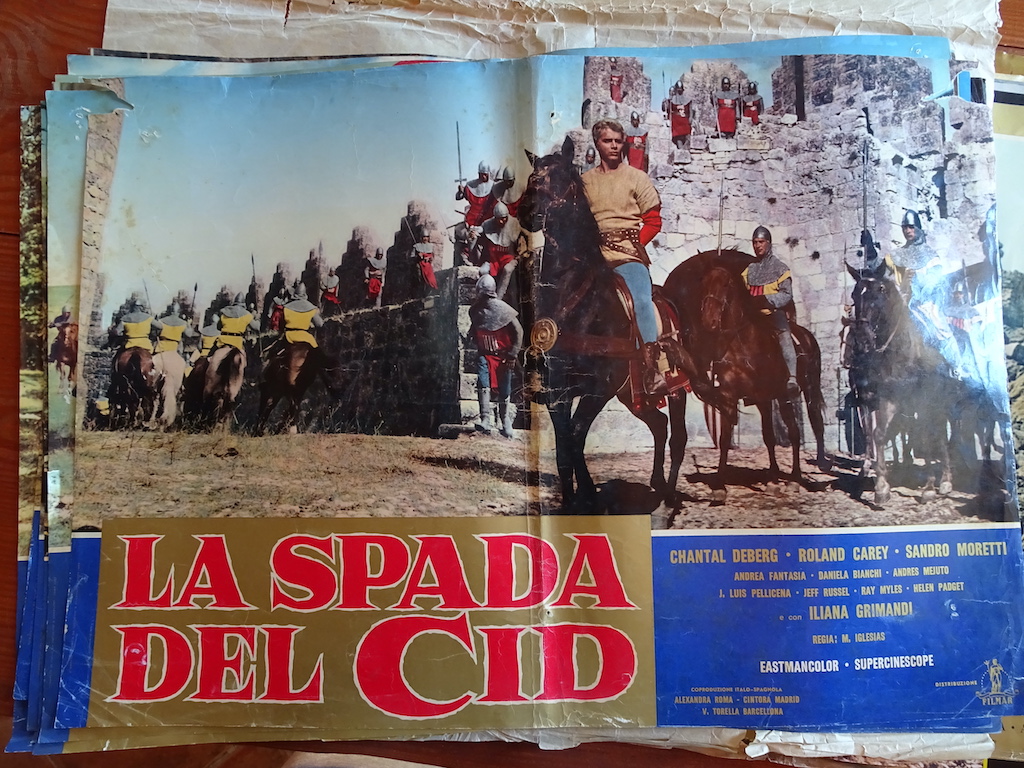 LA SPADA
DEL CID
CHANTAL DEBERG • ROLAND CAREY • SANDRO MORETTI
ANDREA FANTASIA • DANIELA BIANCHI • ANDRES MEJUTO
J. LUIS PELLICENA • JEFF RUSSEL • RAY MYLES • HELEN PADGET
e con ILIANA GRIMANDI
REGIA: M. IGLESIAS
EASTMANCOLOR • SUPERCINESCOPE
COPRODUZIONE ITALO-SPAGNOLA
ALEXANDRA ROMA - CINTORA MADRID
V. TORELLA BARCELLONA
DISTRIBUZIONE
FILMAR